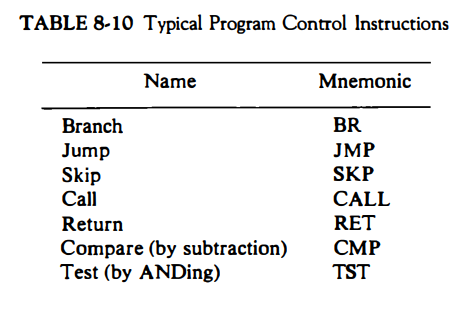 TABLE 8-10 Typical Program Control Instructions
Name Mnemonic
Branch BR
Jump JMP
Skip SKP
Call CALL
Return RET
Compare (by subtraction) CMP
Test (by ANDing) TST